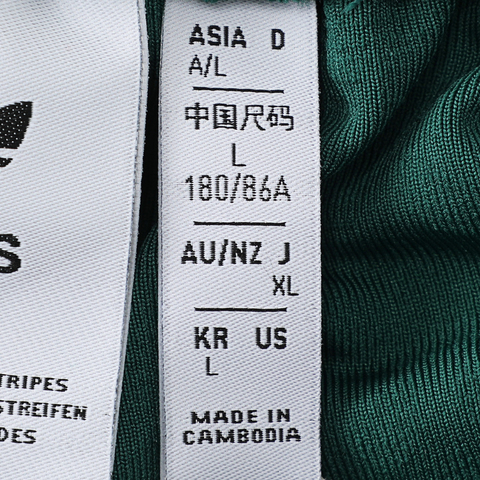 ASIA D
A/L
中国尺码
L
180/86A
AU/NZ J
XL
KR US
L
MADE IN
CAMBODIA
S
TRIPES
STREIFEN
DES